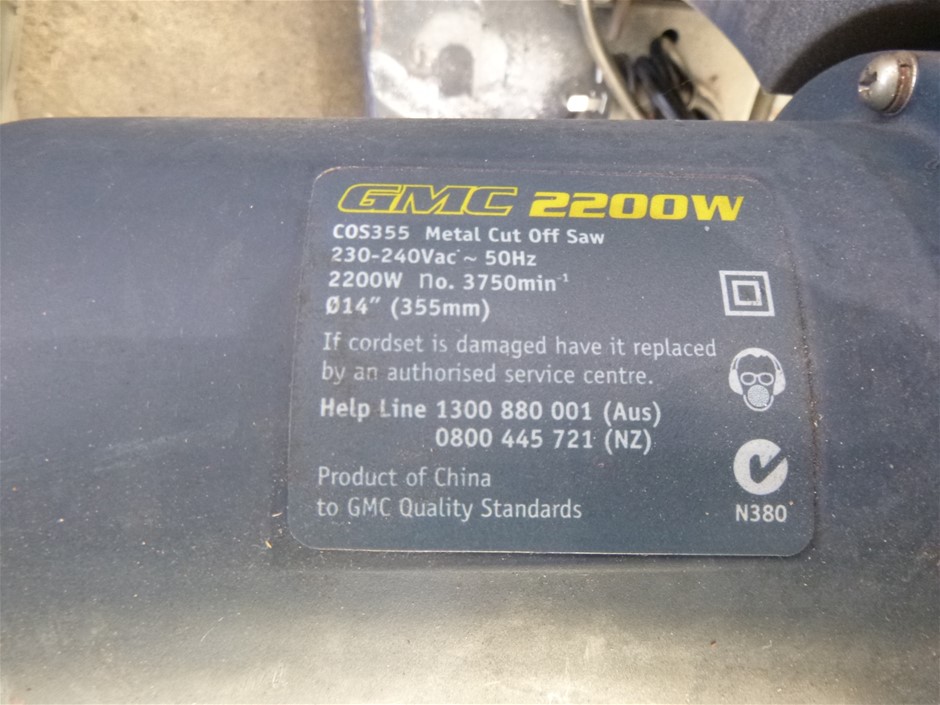 GMC 2200W
COS355 Metal Cut Off Saw
230-240Vac ~ 50Hz
2200W no. 3750min⁻¹
Ø14" (355mm)
If cordset is damaged have it replaced
by an authorised service centre.
Help Line 1300 880 001 (Aus)
0800 445 721 (NZ)
Product of China
to GMC Quality Standards
N380